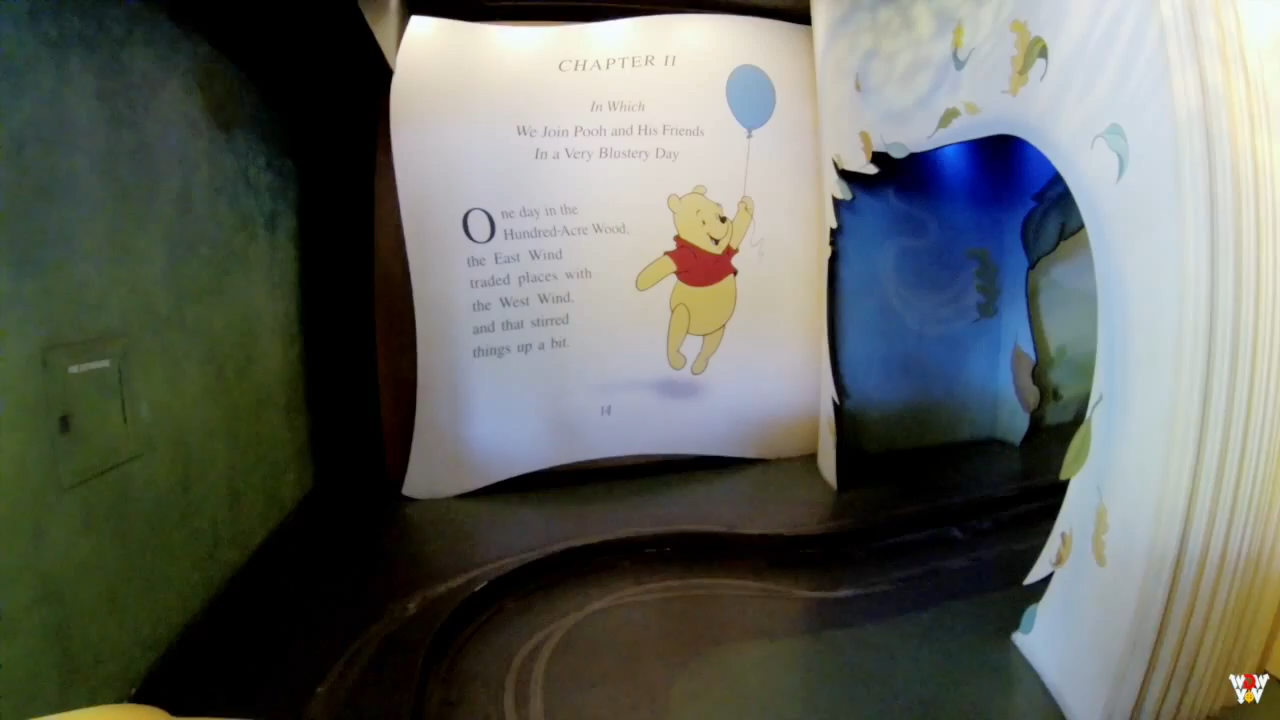 CHAPTER II
In Which
We Join Pooh and His Friends
In a Very Blustery Day
One day in the
Hundred-Acre Wood,
the East Wind
traded places with
the West Wind,
and that stirred
things up a bit.
14